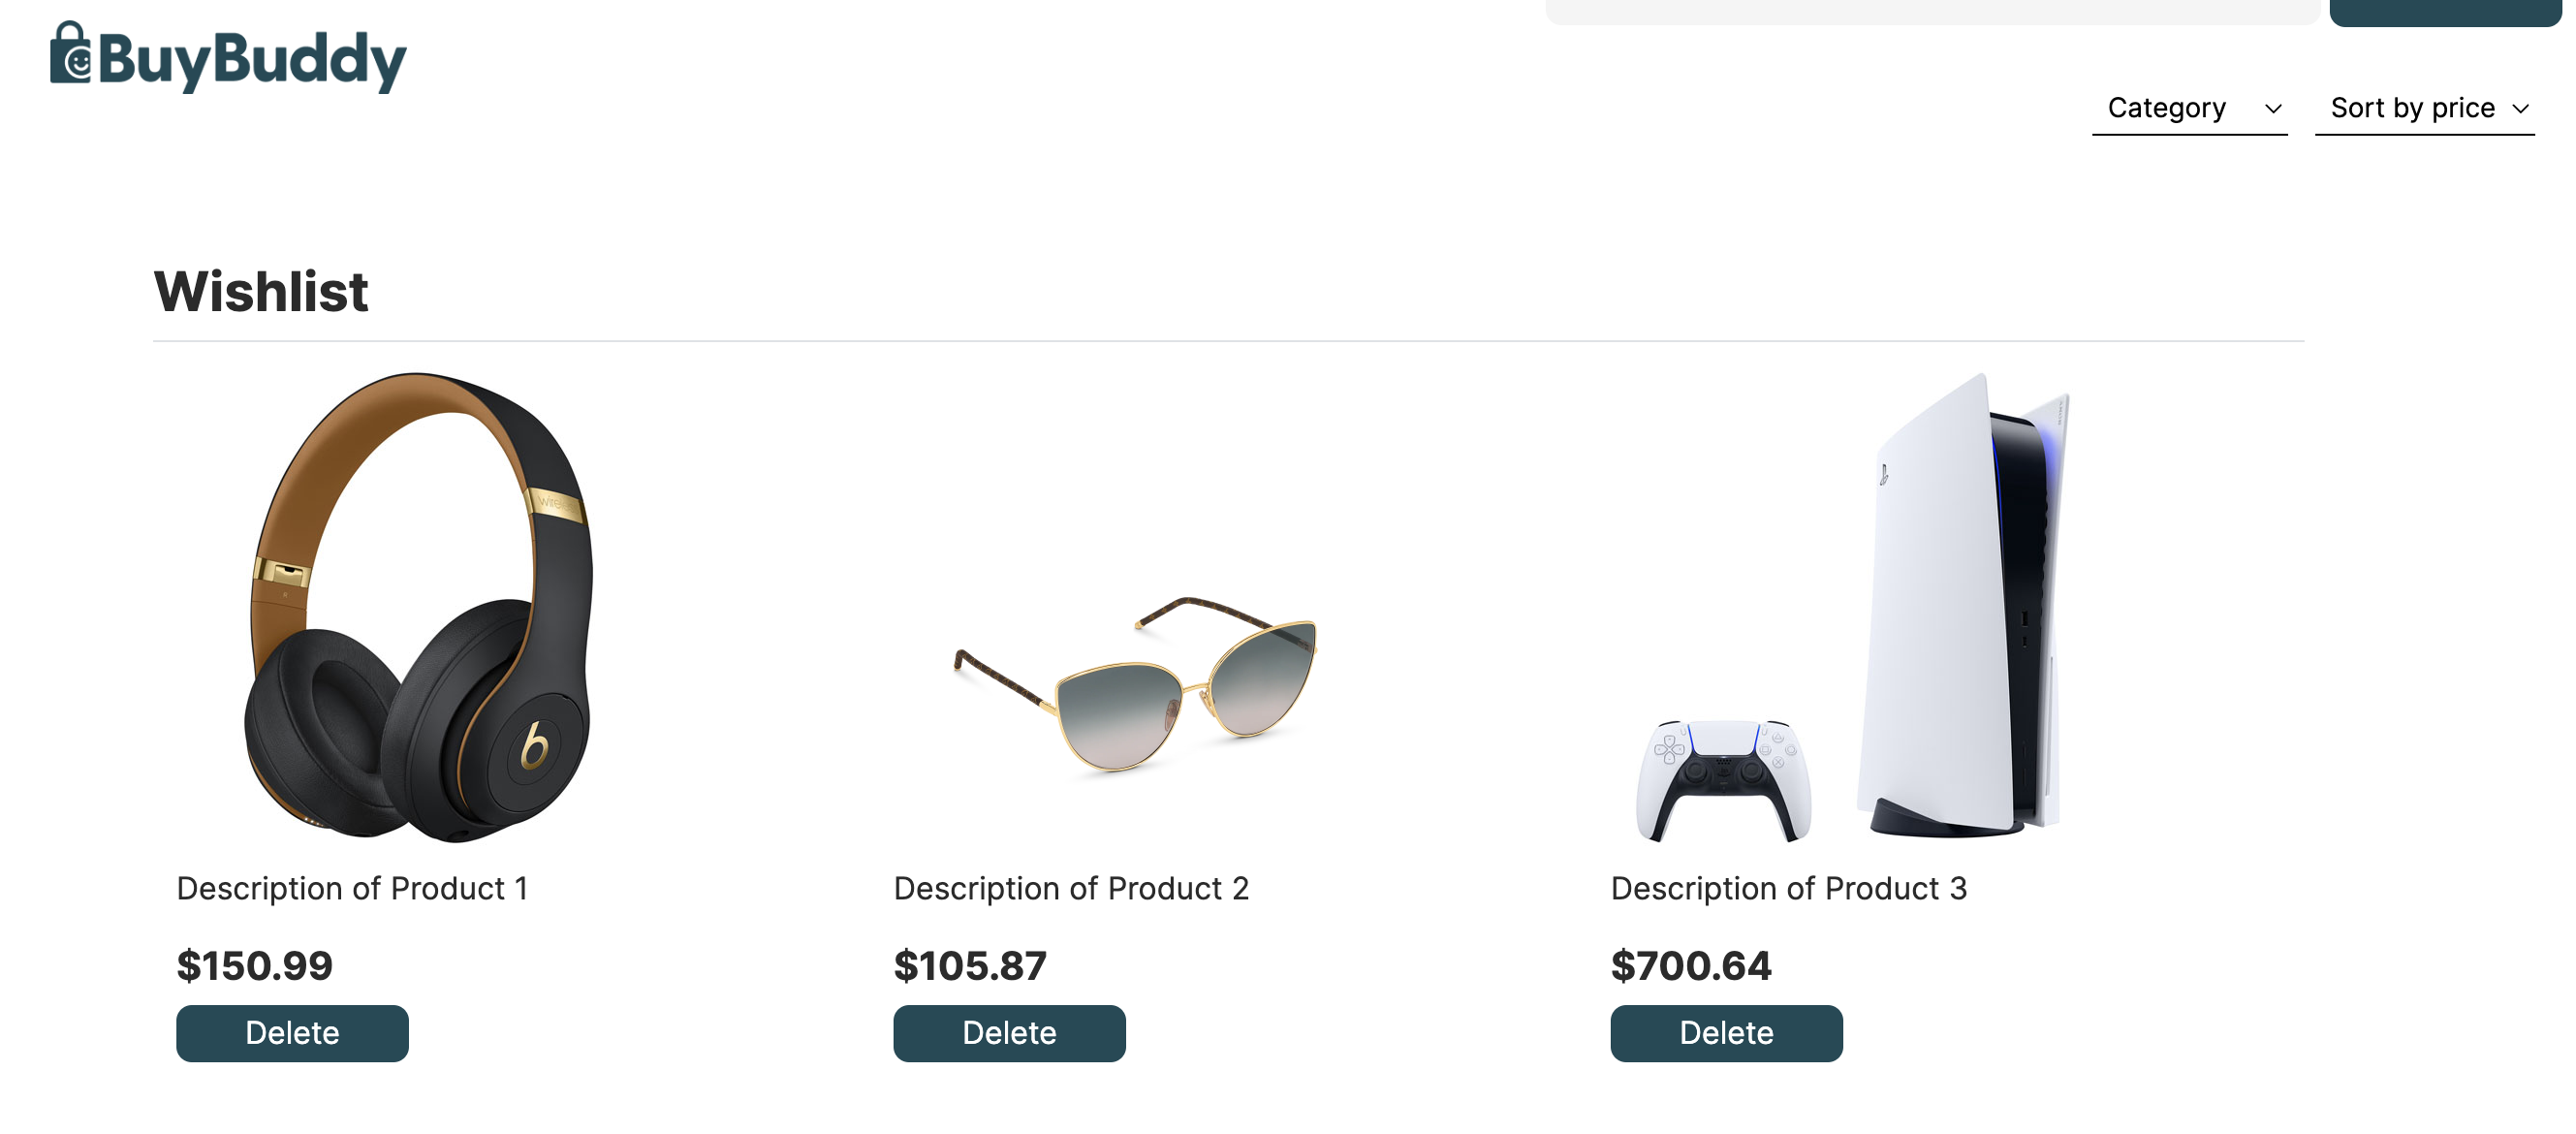 BuyBuddy
Category
Sort by price
Wishlist
Description of Product 1
Description of Product 2
Description of Product 3
$150.99
$105.87
$700.64
Delete
Delete
Delete